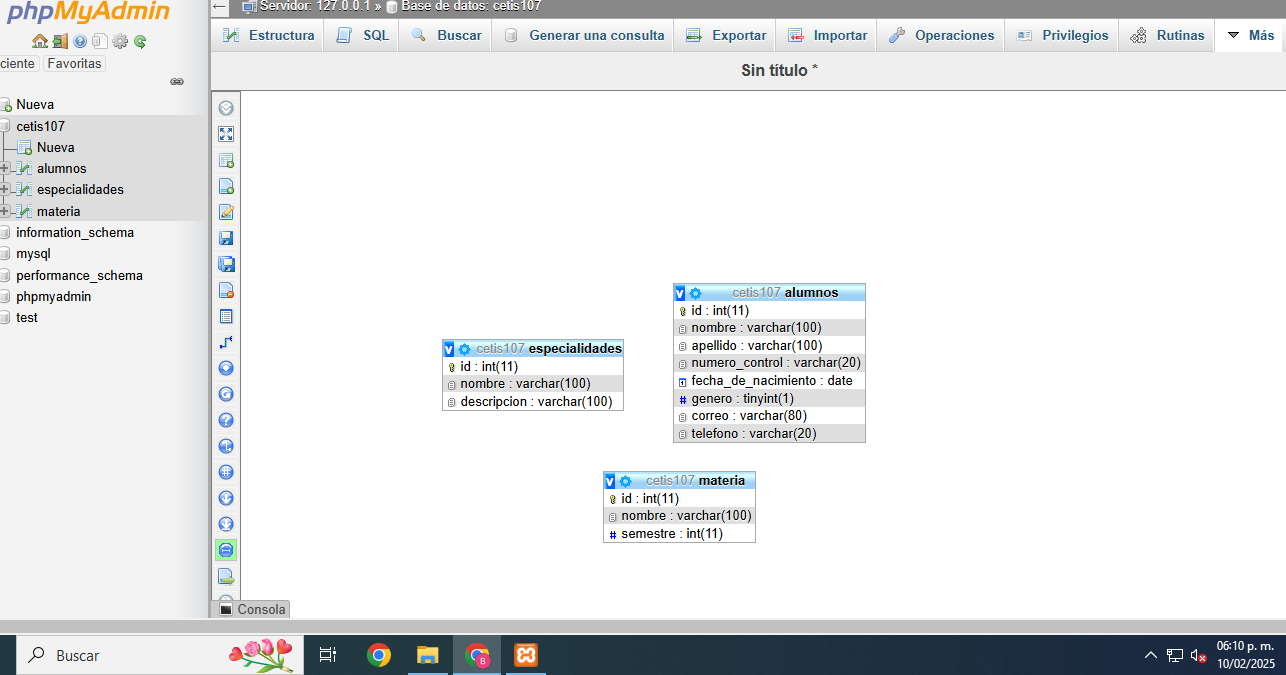 phpMyAdmin
Servidor: 127.0.0.1 » Base de datos: cetis107
Estructura SQL Buscar Generar una consulta Exportar Importar Operaciones Privilegios Rutinas Más
ciente Favoritas
Sin título *
Nueva
cetis107
Nueva
alumnos
especialidades
materia
information_schema
mysql
performance_schema
phpmyadmin
test
cetis107 alumnos
id : int(11)
nombre : varchar(100)
apellido : varchar(100)
numero_control : varchar(20)
fecha_de_nacimiento : date
genero : tinyint(1)
correo : varchar(80)
telefono : varchar(20)
cetis107 especialidades
id : int(11)
nombre : varchar(100)
descripcion : varchar(100)
cetis107 materia
id : int(11)
nombre : varchar(100)
semestre : int(11)
Consola
Buscar
06:10 p. m.
10/02/2025